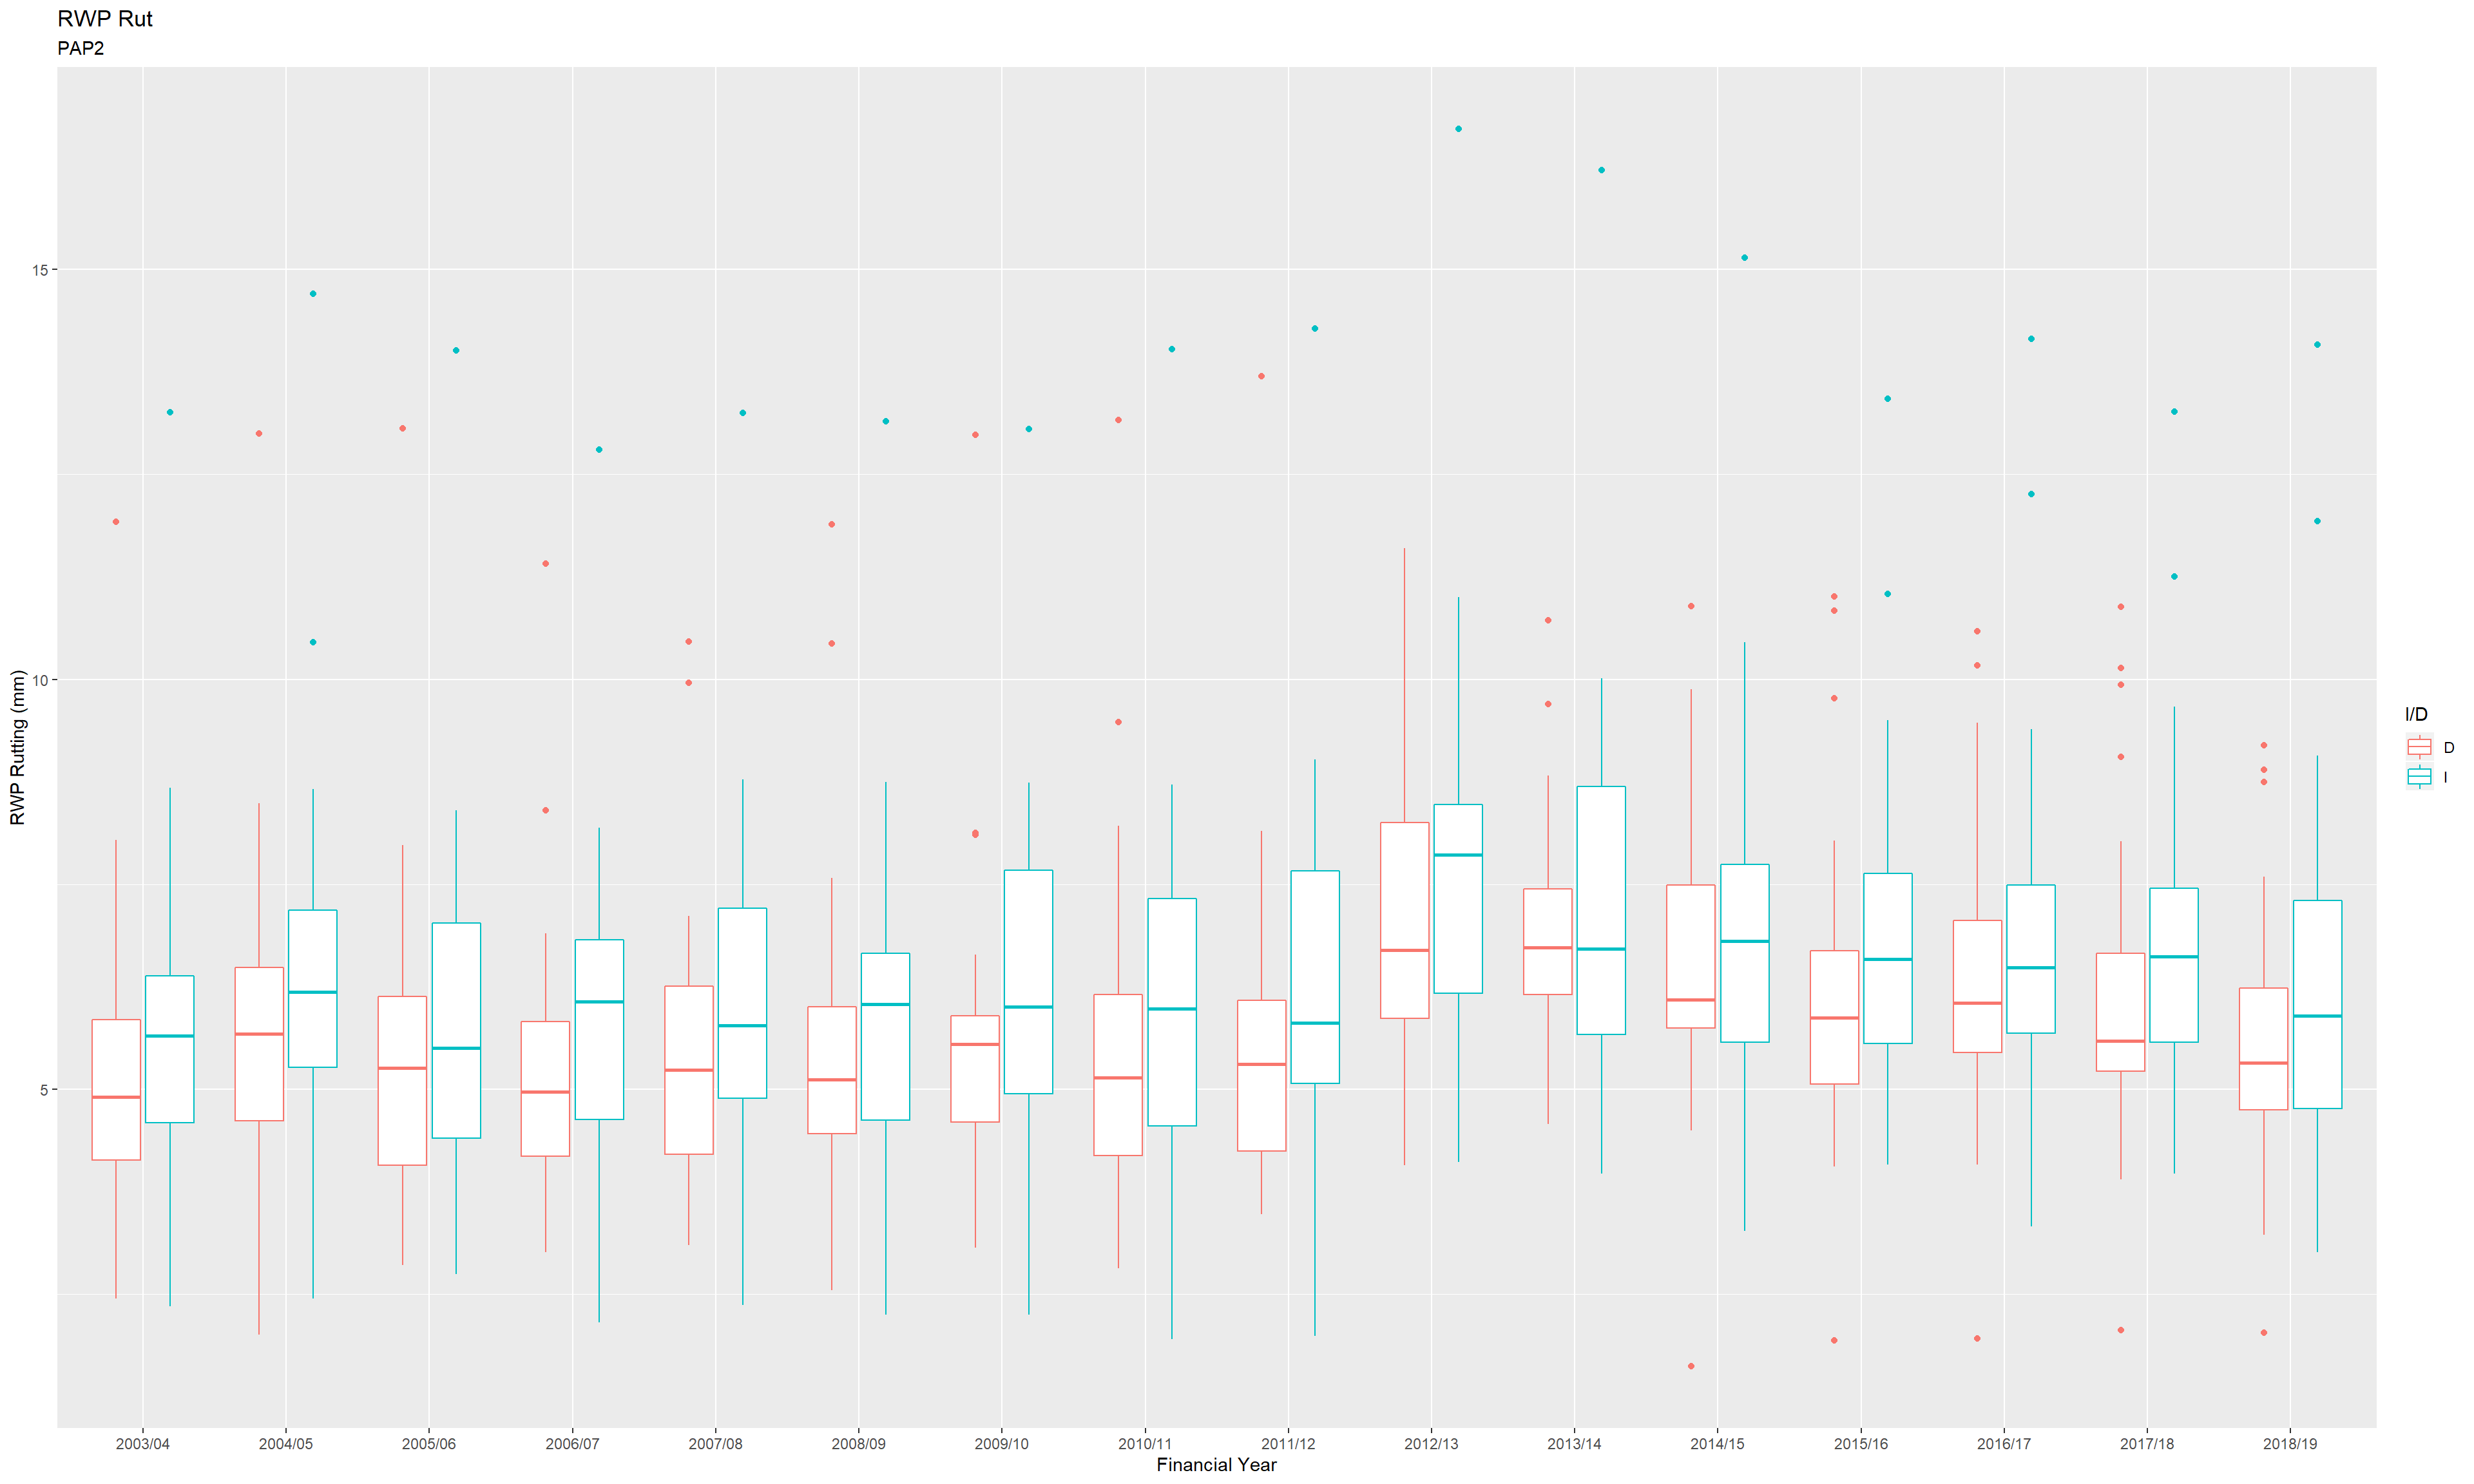 RWP Rut
PAP2
RWP Rutting (mm)
15
10
5
2003/04
2004/05
2005/06
2006/07
2007/08
2008/09
2009/10
2010/11
2011/12
2012/13
2013/14
2014/15
2015/16
2016/17
2017/18
2018/19
Financial Year
I/D
D
I